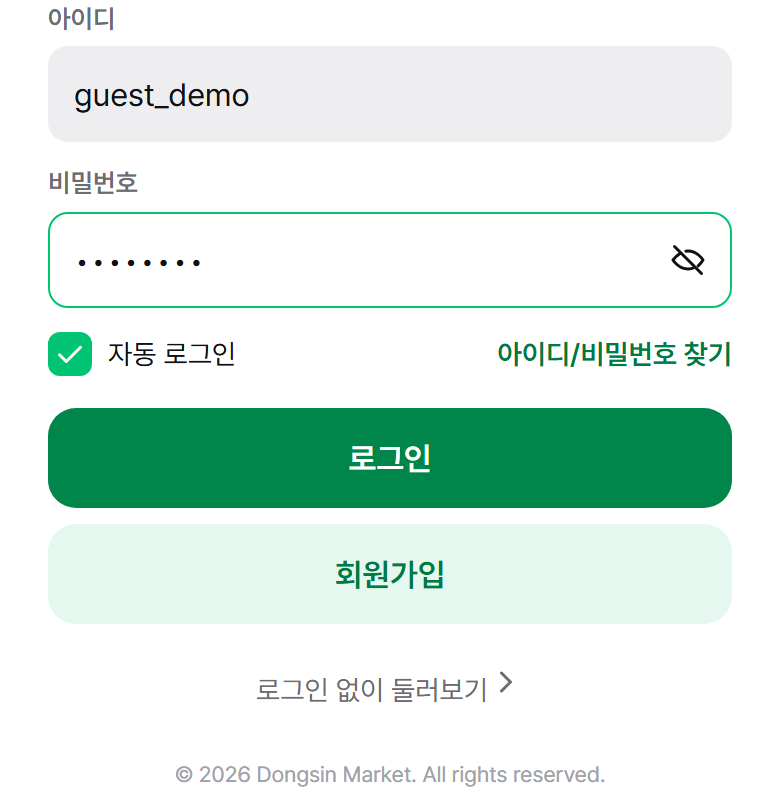 아이디
guest_demo
비밀번호
••••••••
자동 로그인
아이디/비밀번호 찾기
로그인
회원가입
로그인 없이 둘러보기
© 2026 Dongsin Market. All rights reserved.